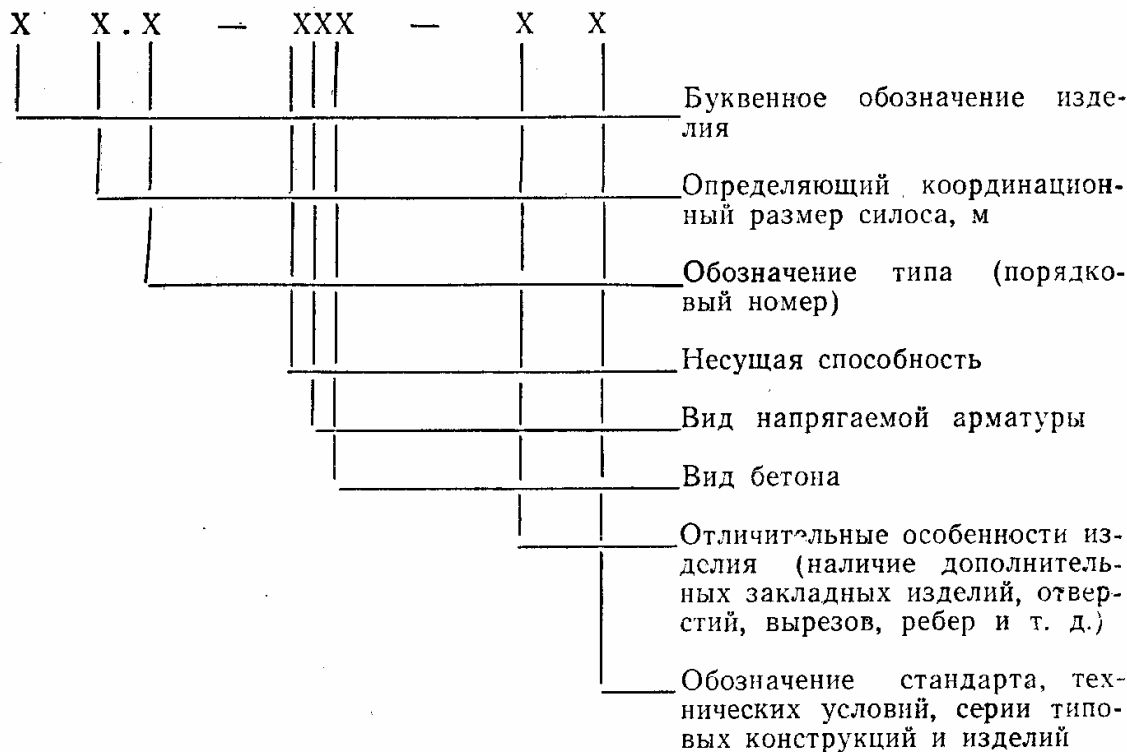 X X.X — XXX — X X
Буквенное обозначение изде-
лия
Определяющий координацион-
ный размер силоса, м
Обозначение типа (порядко-
вый номер)
Несущая способность
Вид напрягаемой арматуры
Вид бетона
Отличительные особенности из-
делия (наличие дополнитель-
ных закладных изделий, отвер-
стий, вырезов, ребер и т. д.)
Обозначение стандарта, тех-
нических условий, серии типо-
вых конструкций и изделий